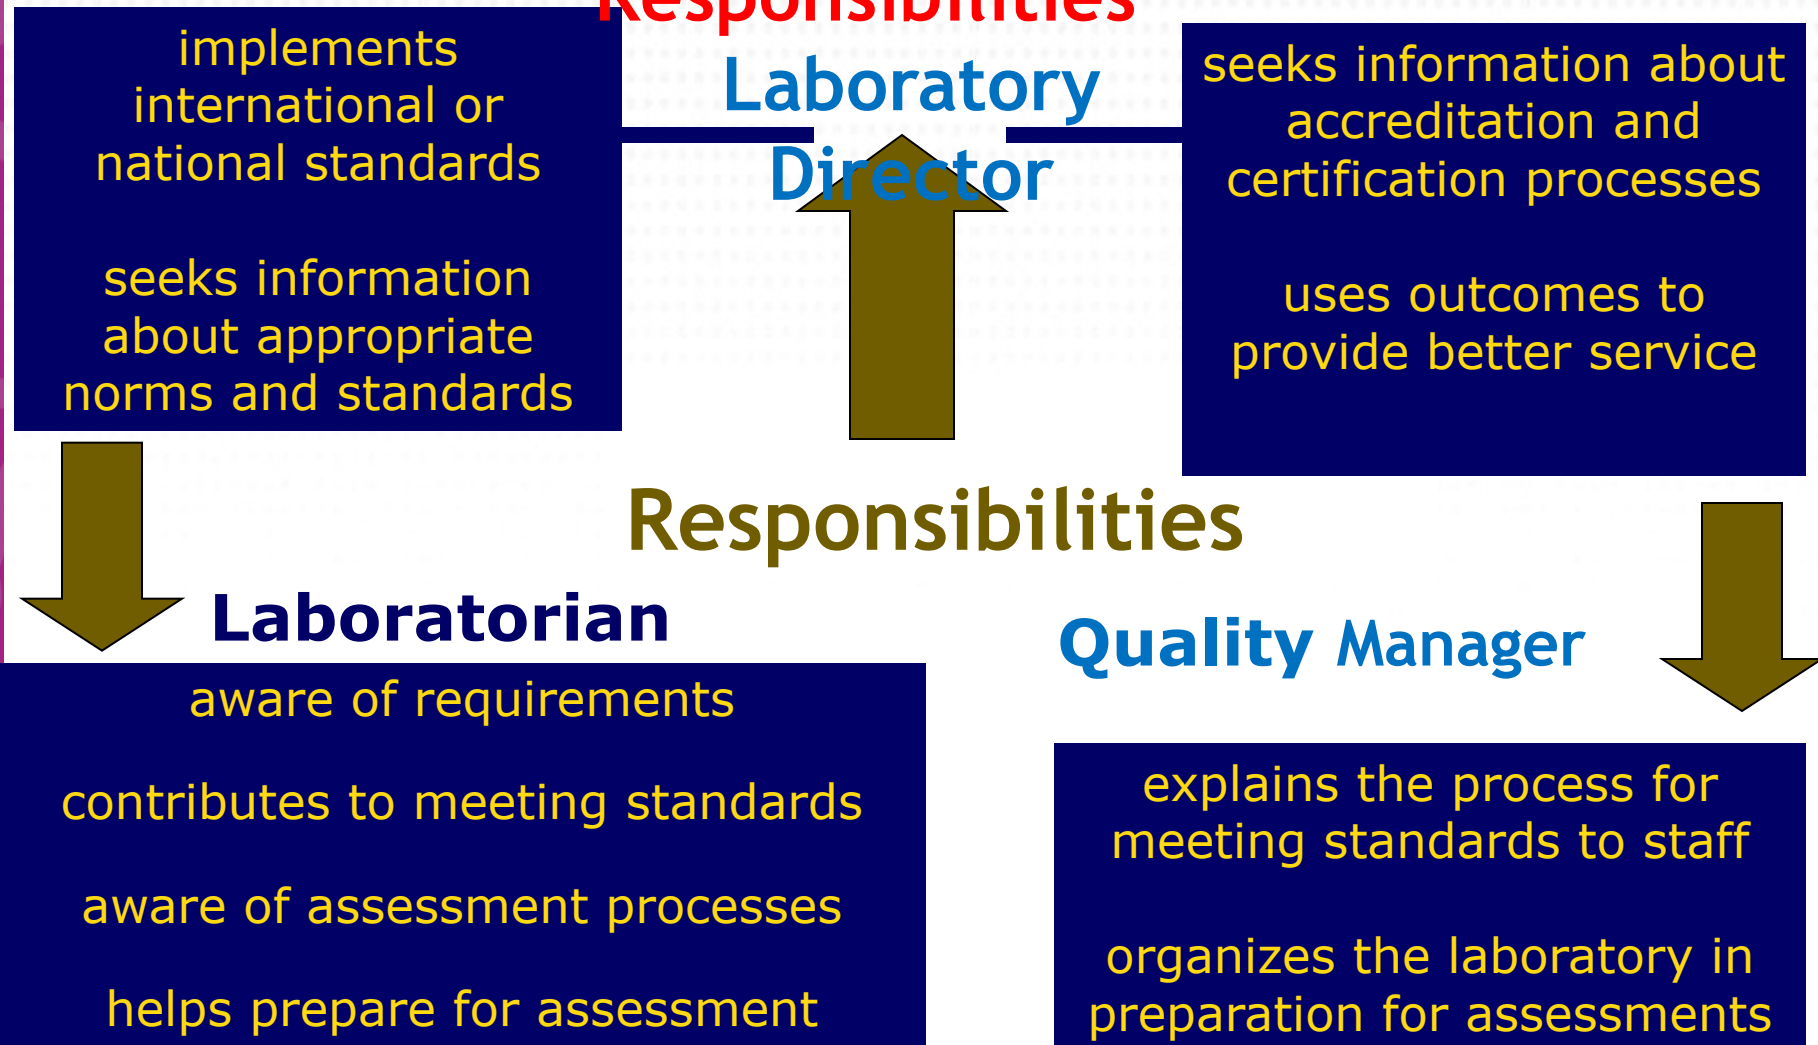 Responsibilities
implements
international or
national standards
seeks information
about appropriate
norms and standards
Laboratory
Director
seeks information about
accreditation and
certification processes
uses outcomes to
provide better service
Responsibilities
Laboratorian
aware of requirements
contributes to meeting standards
aware of assessment processes
helps prepare for assessment
Quality Manager
explains the process for
meeting standards to staff
organizes the laboratory in
preparation for assessments